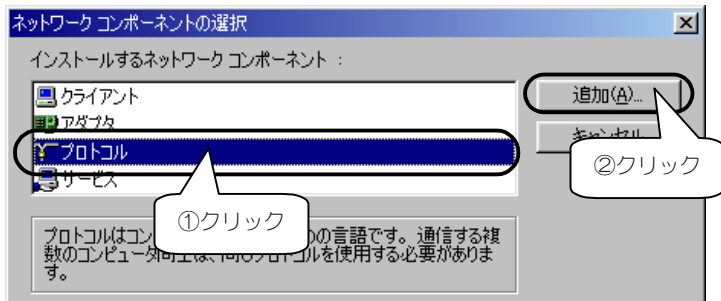 ネットワーク コンポーネントの選択
インストールするネットワーク コンポーネント :
クライアント
アダプタ
プロトコル
サービス
追加(A)...
キャンセル
①クリック
②クリック
プロトコルはコン の言語です。通信する複
数のコンピュータ同士は、同じプロトコルを使用する必要がありま
す。